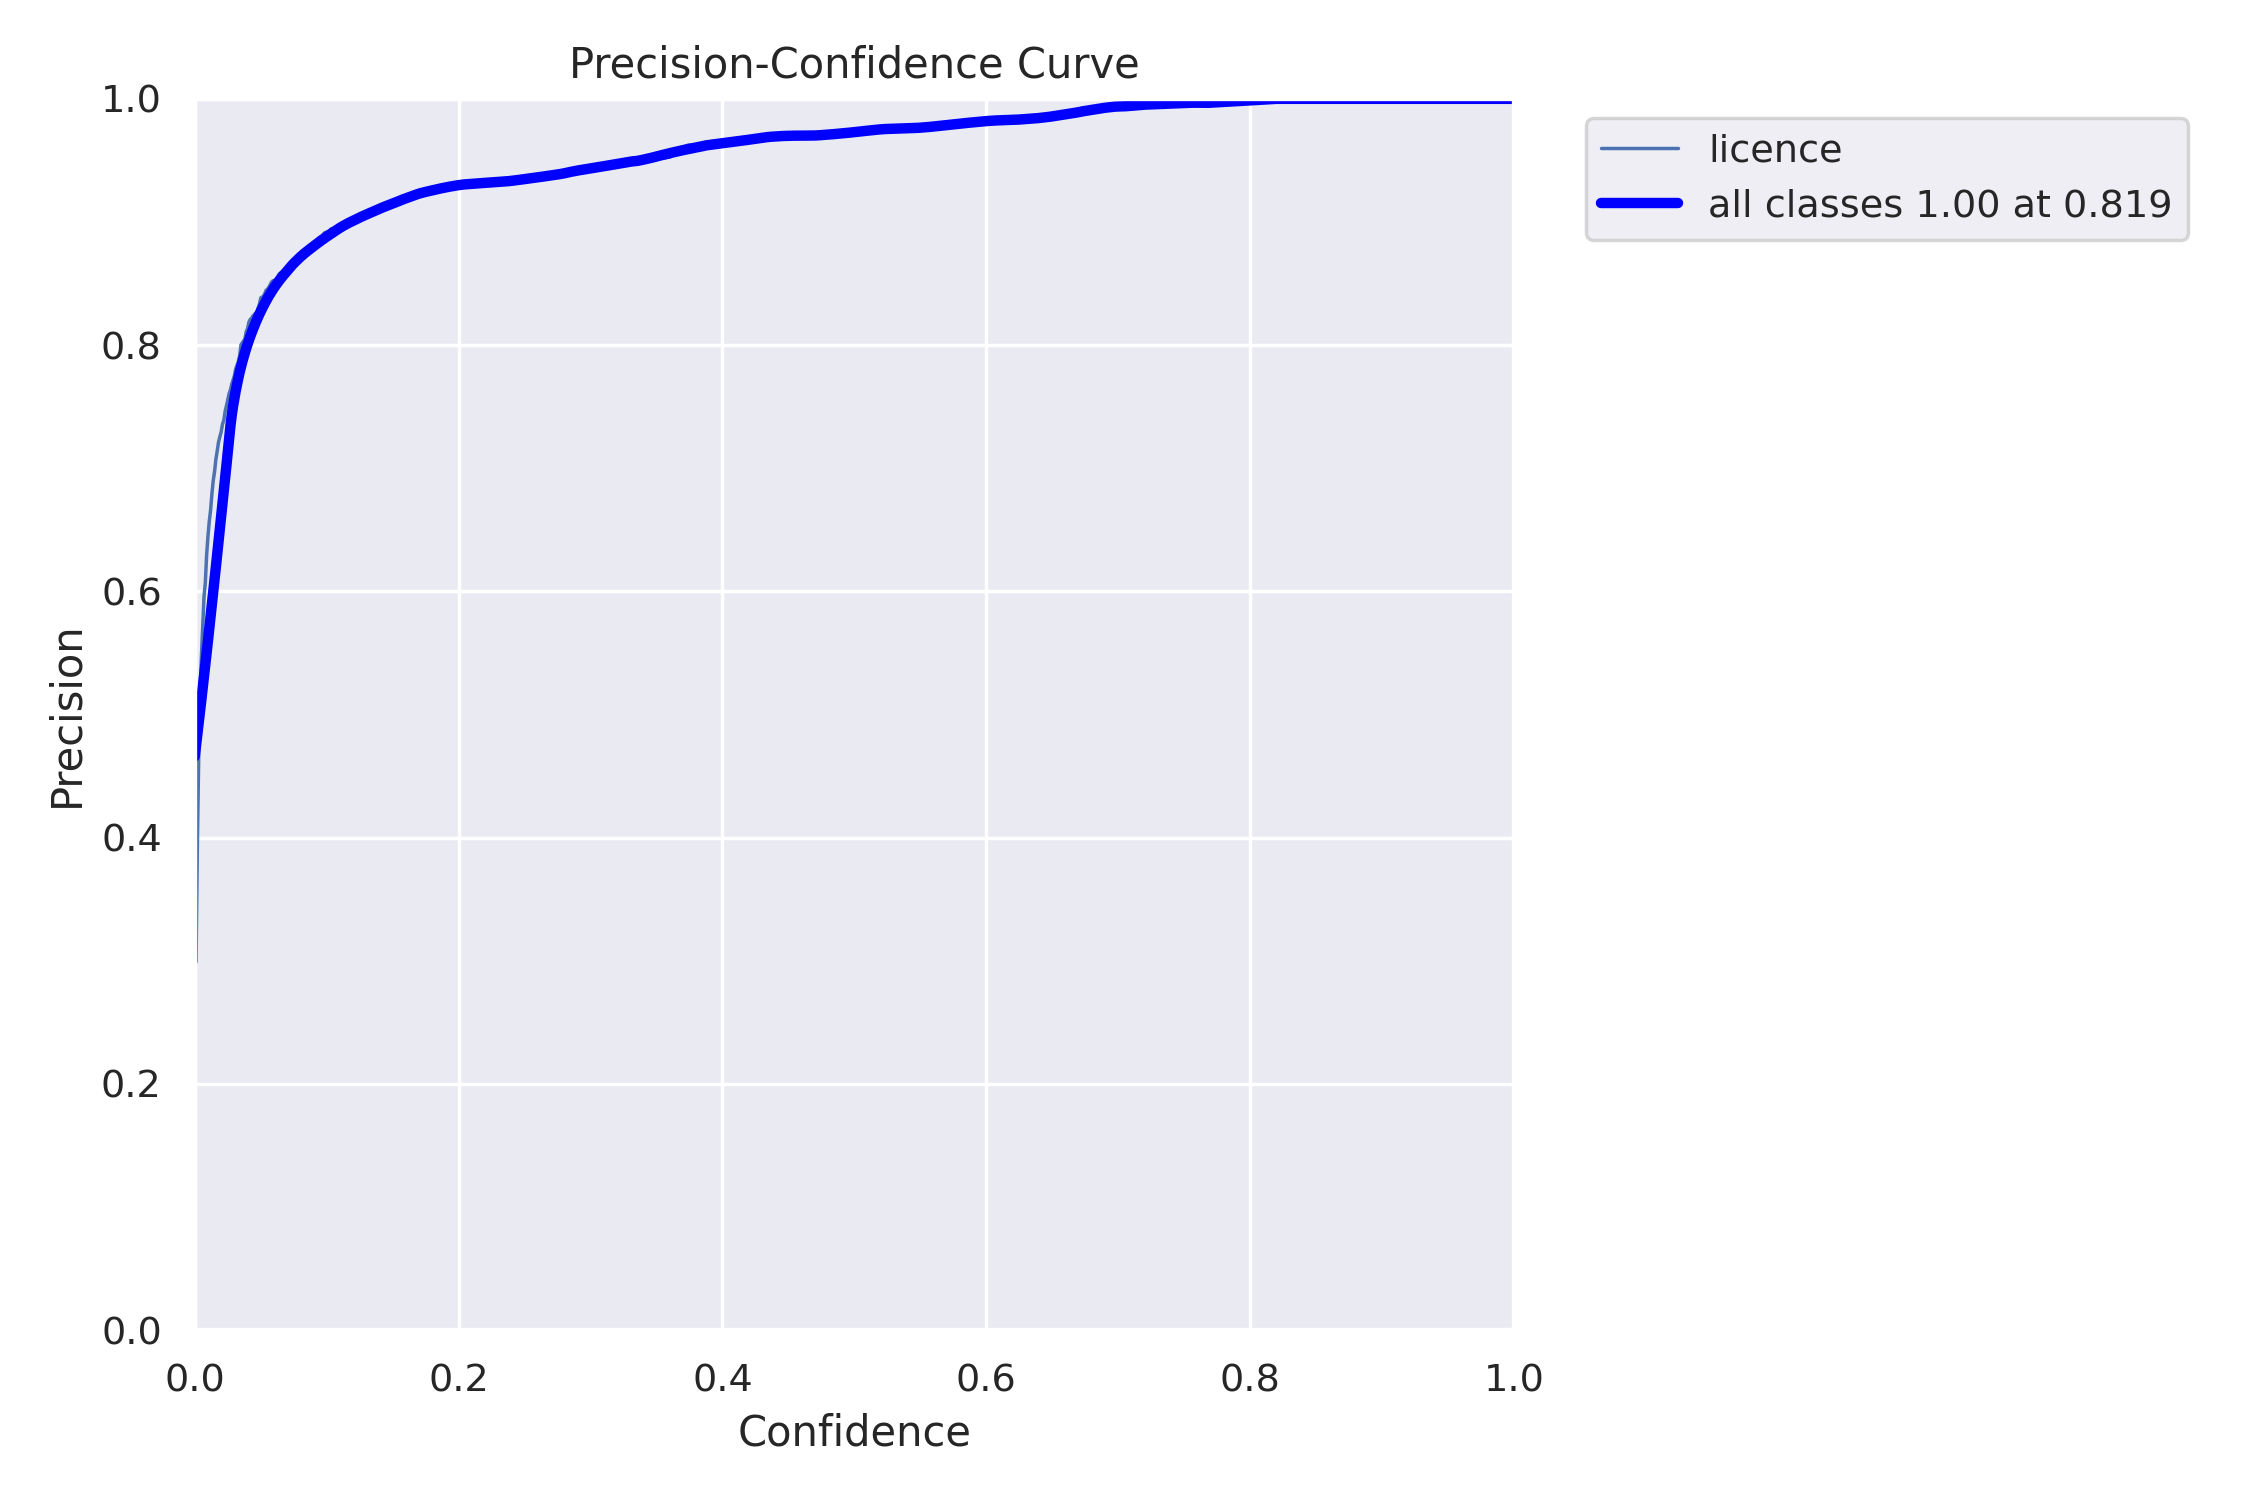 Precision-Confidence Curve
1.0
0.8
0.6
0.4
0.2
0.0
Precision
0.0 0.2 0.4 0.6 0.8 1.0
Confidence
licence
all classes 1.00 at 0.819